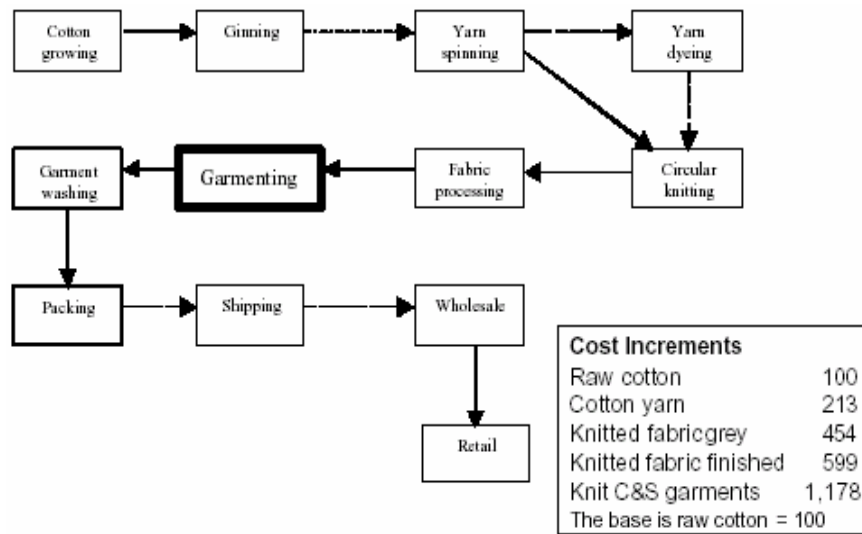 Cotton
growing
Ginning
Yarn
spinning
Yarn
dyeing
Garment
washing
Garmenting
Fabric
processing
Circular
knitting
Packing
Shipping
Wholesale
Retail
Cost Increments
Raw cotton 100
Cotton yarn 213
Knitted fabricgrey 454
Knitted fabric finished 599
Knit C&S garments 1,178
The base is raw cotton = 100